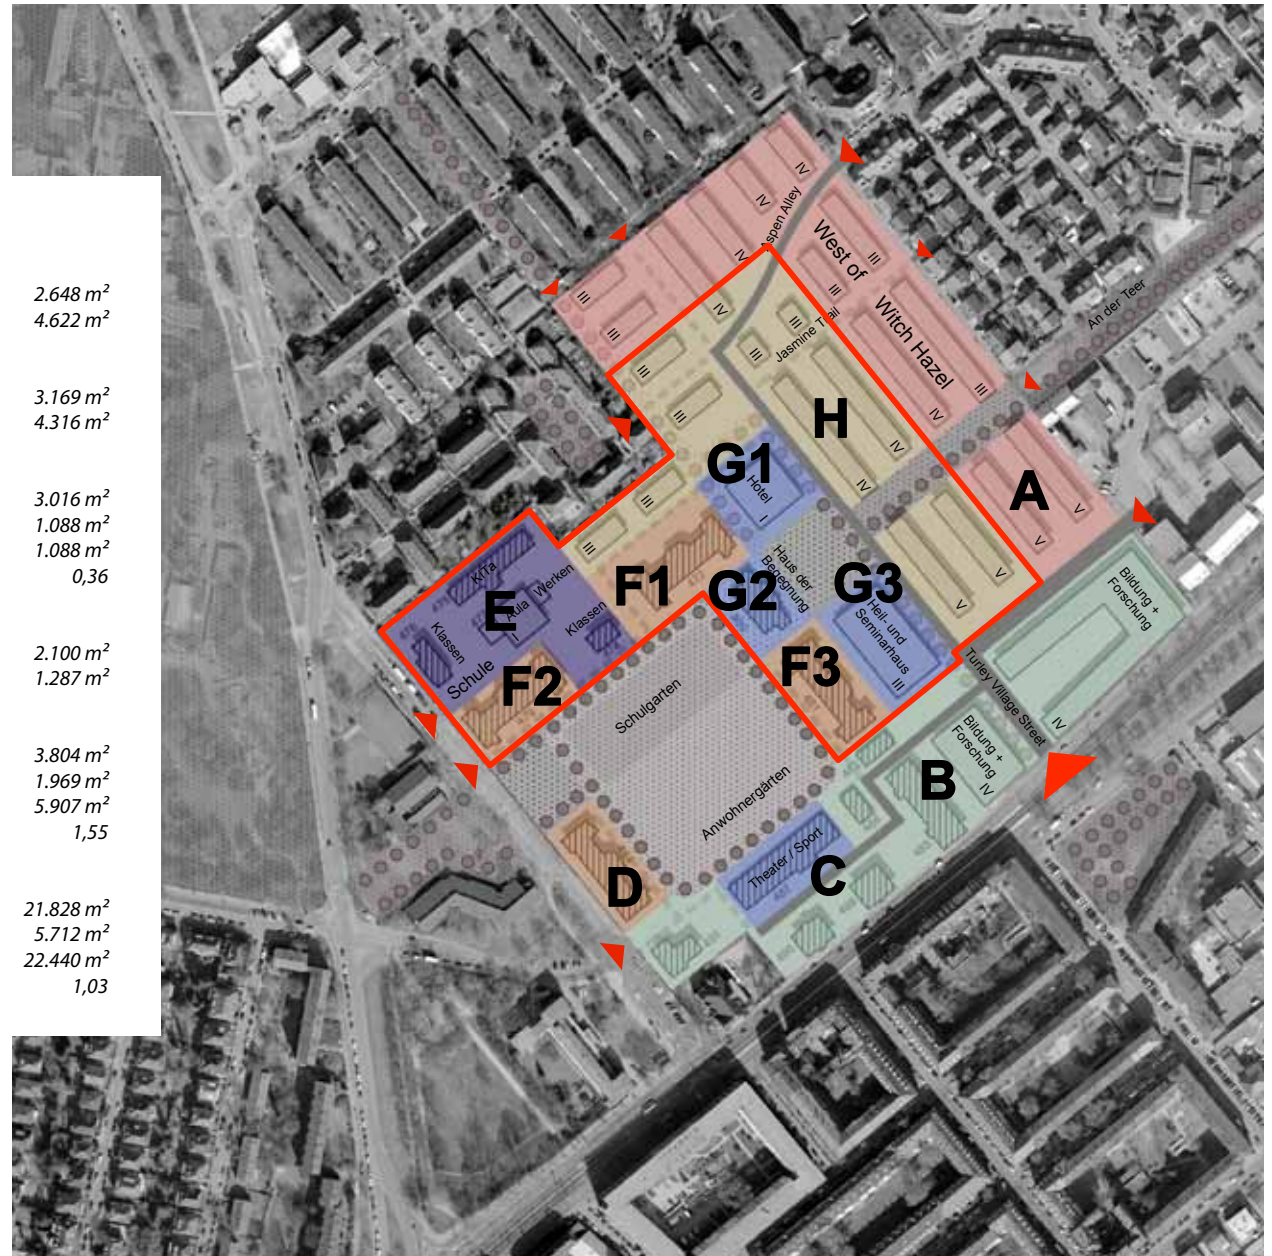 2.648 m²
4.622 m²
3.169 m²
4.316 m²
3.016 m²
1.088 m²
1.088 m²
0,36
2.100 m²
1.287 m²
3.804 m²
1.969 m²
5.907 m²
1,55
21.828 m²
5.712 m²
22.440 m²
1,03
IV
IV
Aspen Alley
IV
West of
III
III
Witch Hazel
An der Teer
III
III
IV
III
Jasmine Trail
III
III
III
IV
III
H
IV
IV
G1
Hotel
I
A
V
V
III
III
KiTa
Werken
E
Aula
I
Klassen
Klassen
Schule
F1
F2
G2
Haus der
Begegnung
G3
Heil- und
Seminarhaus
III
F3
V
V
Bildung +
Forschung
IV
Turley Village Street
Schulgarten
Anwohnergärten
Bildung +
Forschung
IV
B
Theater / Sport
C
D